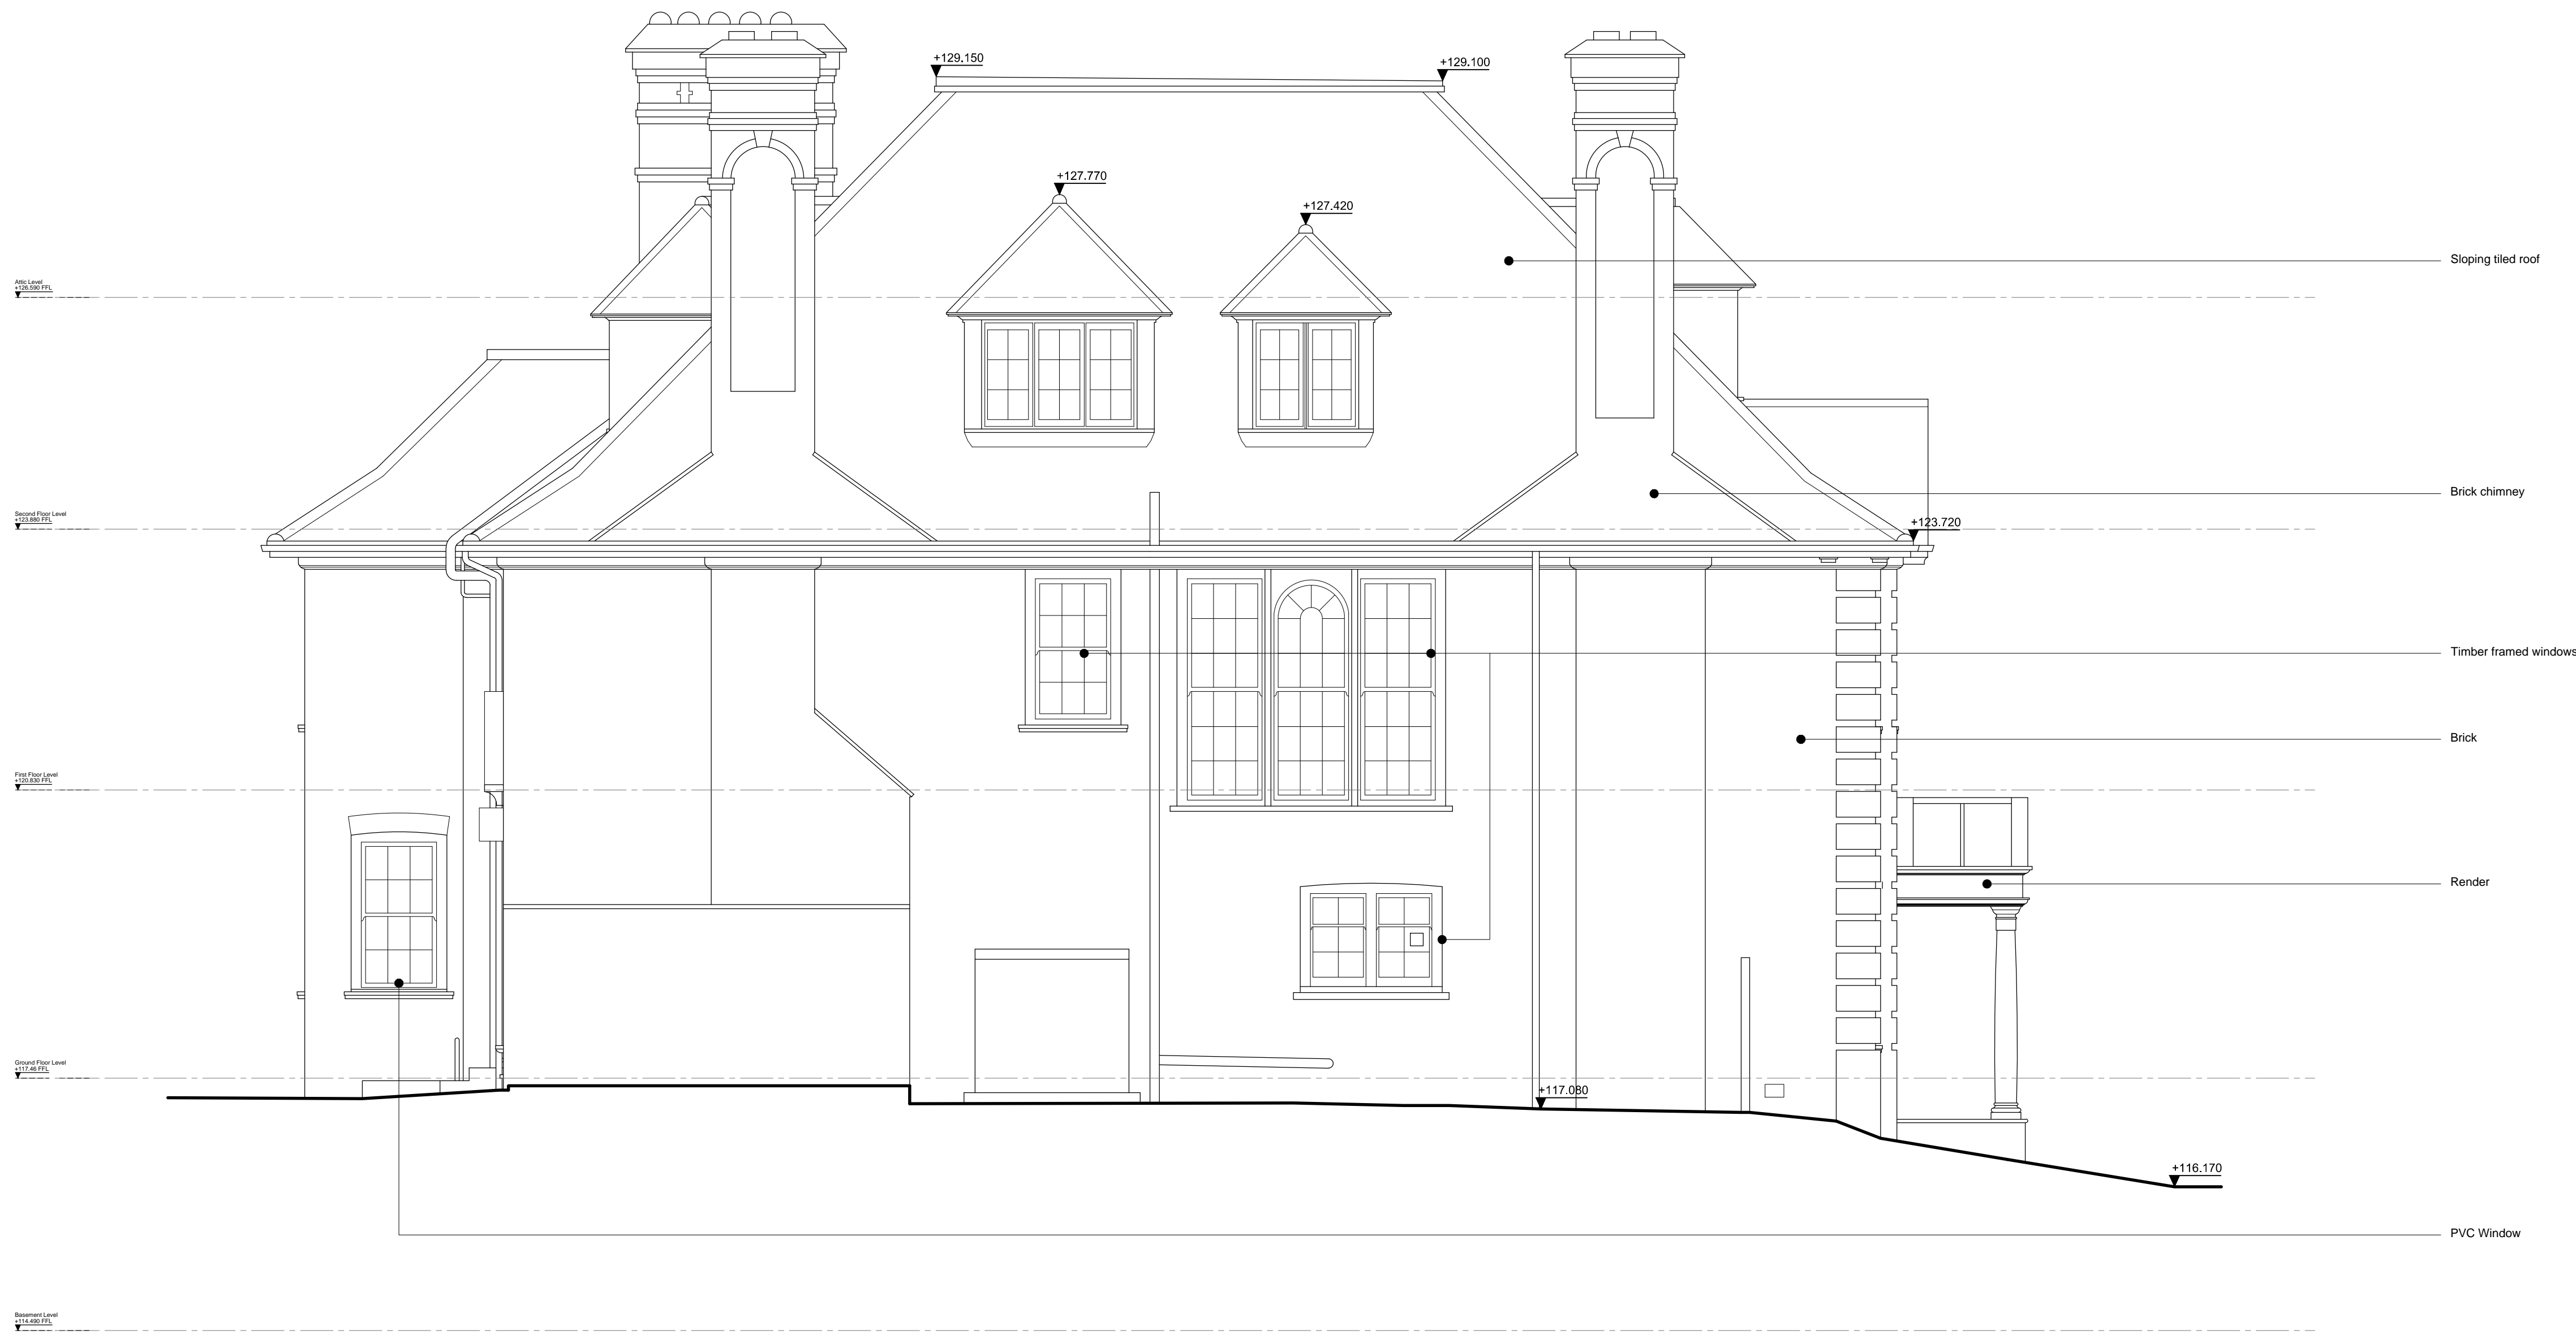 +129.150
+129.100
+127.770
+127.420
Sloping tiled roof
Attic Level
+126.590 FFL
Brick chimney
Second Floor Level
+123.880 FFL
+123.720
Timber framed windows
Brick
First Floor Level
+120.830 FFL
Render
Ground Floor Level
+117.46 FFL
+117.080
+116.170
PVC Window
Basement Level
+114.490 FFL